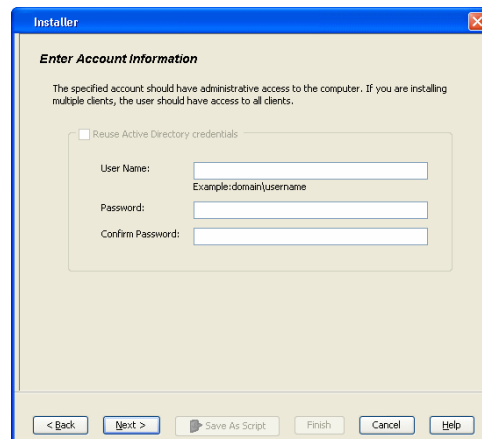 Installer
Enter Account Information
The specified account should have administrative access to the computer. If you are installing
multiple clients, the user should have access to all clients.
Reuse Active Directory credentials
User Name:
Example:domain\username
Password:
Confirm Password:
< Back Next > Save As Script Finish Cancel Help